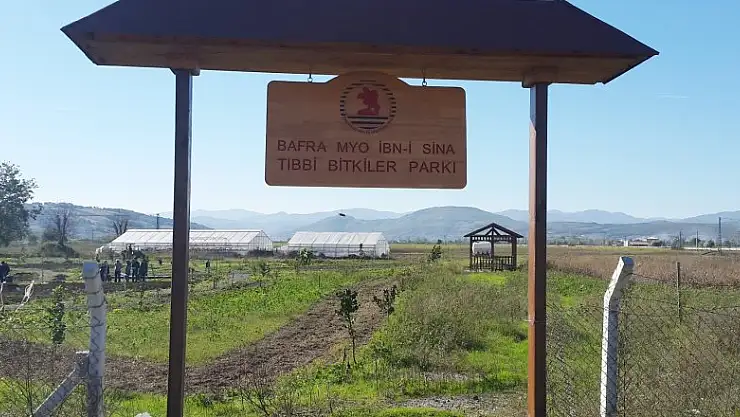 BAFRA MYO İBN-İ SİNA
TIBBİ BİTKİLER PARKI